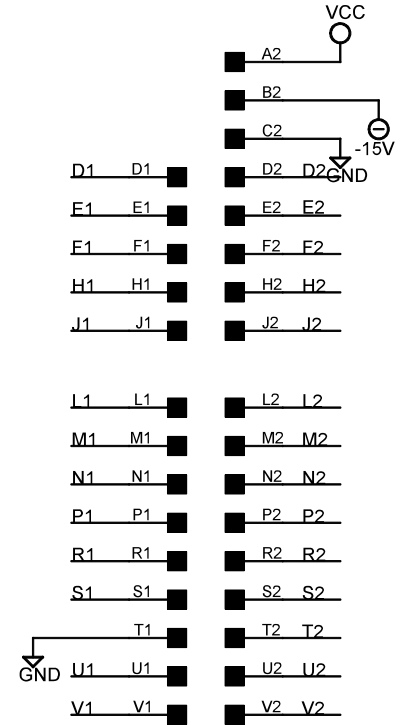 VCC
A2
B2
-15V
C2
GND
D1 D1 D2 D2
E1 E1 E2 E2
F1 F1 F2 F2
H1 H1 H2 H2
J1 J1 J2 J2
L1 L1 L2 L2
M1 M1 M2 M2
N1 N1 N2 N2
P1 P1 P2 P2
R1 R1 R2 R2
S1 S1 S2 S2
T1 T2 T2
GND
U1 U1 U2 U2
V1 V1 V2 V2